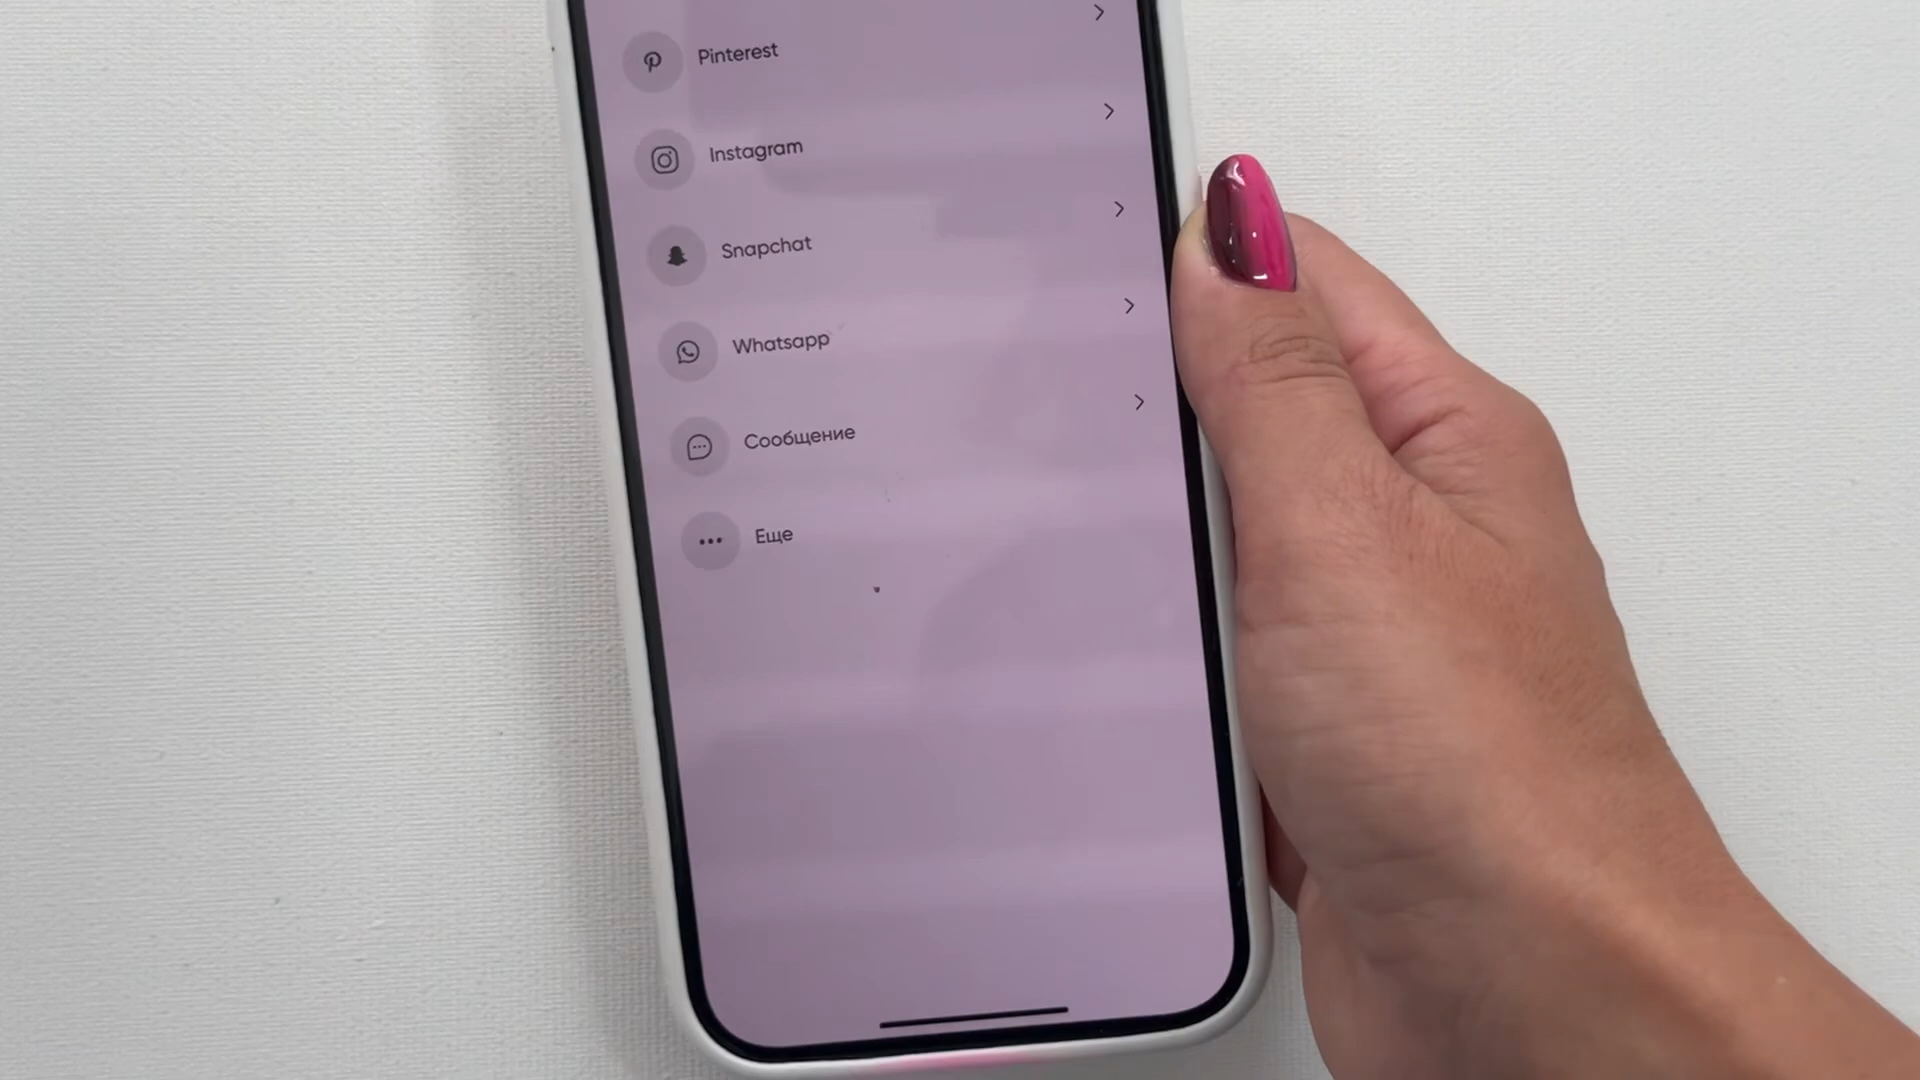 Pinterest
Instagram
Snapchat
Whatsapp
Сообщение
Еще